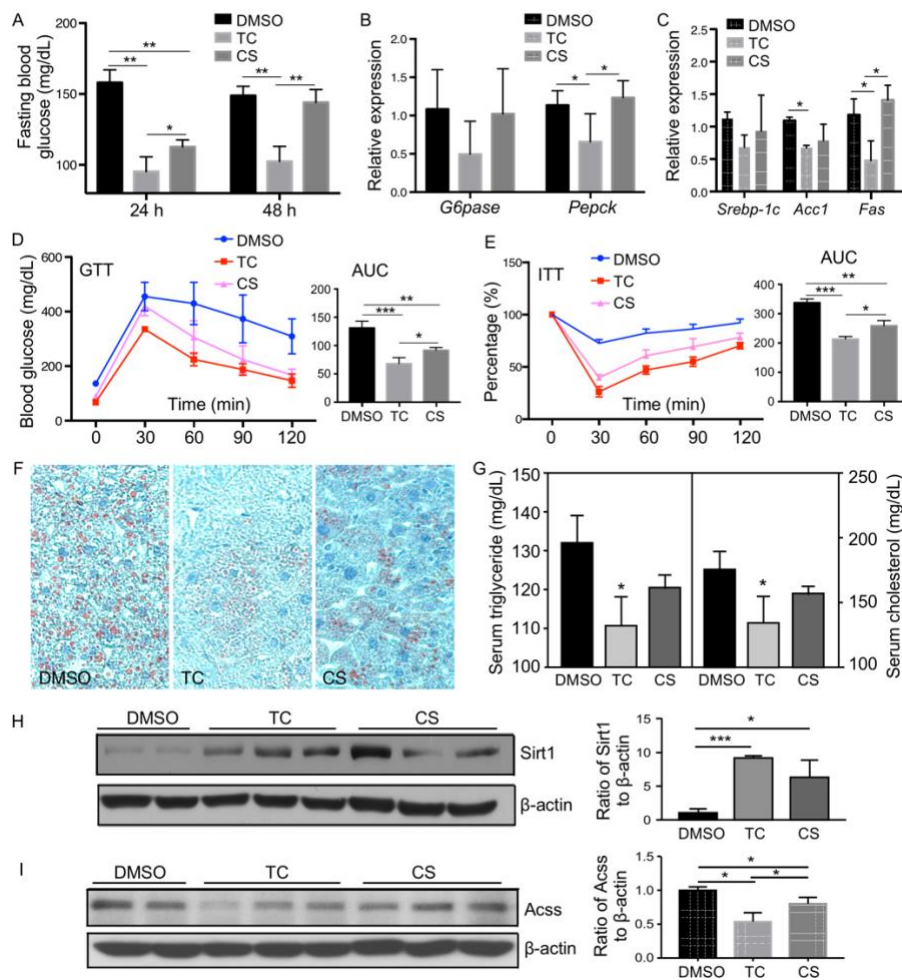 A
DMSO
TC
CS
Fasting blood
glucose (mg/dL)
150
100
** ** ** ** *
24 h
48 h
B
DMSO
TC
CS
Relative expression
2.0
1.5
1.0
0.5
0.0
* *
G6pase
Pepck
C
DMSO
TC
CS
Relative expression
2.0
1.5
1.0
0.5
0.0
* * *
Srebp-1c
Acc1
Fas
D
GTT
DMSO
TC
CS
Blood glucose (mg/dL)
600
400
200
0
Time (min)
0 30 60 90 120
AUC
150
100
50
0
**
***
*
DMSO TC CS
E
ITT
DMSO
TC
CS
Percentage (%)
100
50
0
Time (min)
0 30 60 90 120
AUC
400
300
200
100
0
**
***
*
DMSO TC CS
F
DMSO
TC
CS
G
Serum triglyceride (mg/dL)
150
140
130
120
110
100
* *
DMSO TC CS DMSO TC CS
250
200
150
100
Serum cholesterol (mg/dL)
H
DMSO TC CS
Sirt1
β-actin
Ratio of Sirt1
to β-actin
15
10
5
0
*
***
DMSO TC CS
I
DMSO TC CS
Acss
β-actin
Ratio of Acss
to β-actin
1.5
1.0
0.5
0.0
*
* *
DMSO TC CS